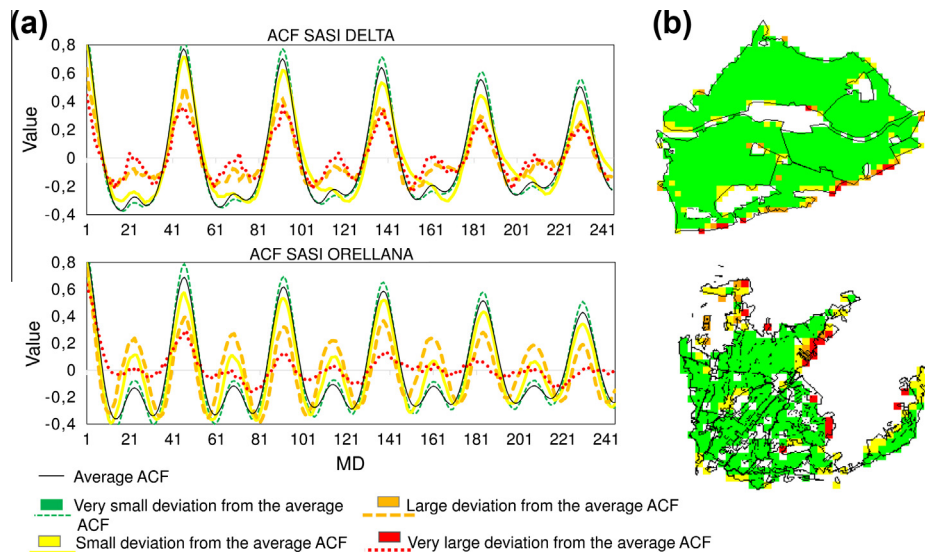 (a)
ACF SASI DELTA
(b)
Value
0,8
0,6
0,4
0,2
0
-0,2
-0,4
1 21 41 61 81 101 121 141 161 181 201 221 241
ACF SASI ORELLANA
Value
0,8
0,6
0,4
0,2
0
-0,2
-0,4
1 21 41 61 81 101 121 141 161 181 201 221 241
MD
Average ACF
Very small deviation from the average
ACF
Large deviation from the average ACF
Small deviation from the average ACF
Very large deviation from the average ACF